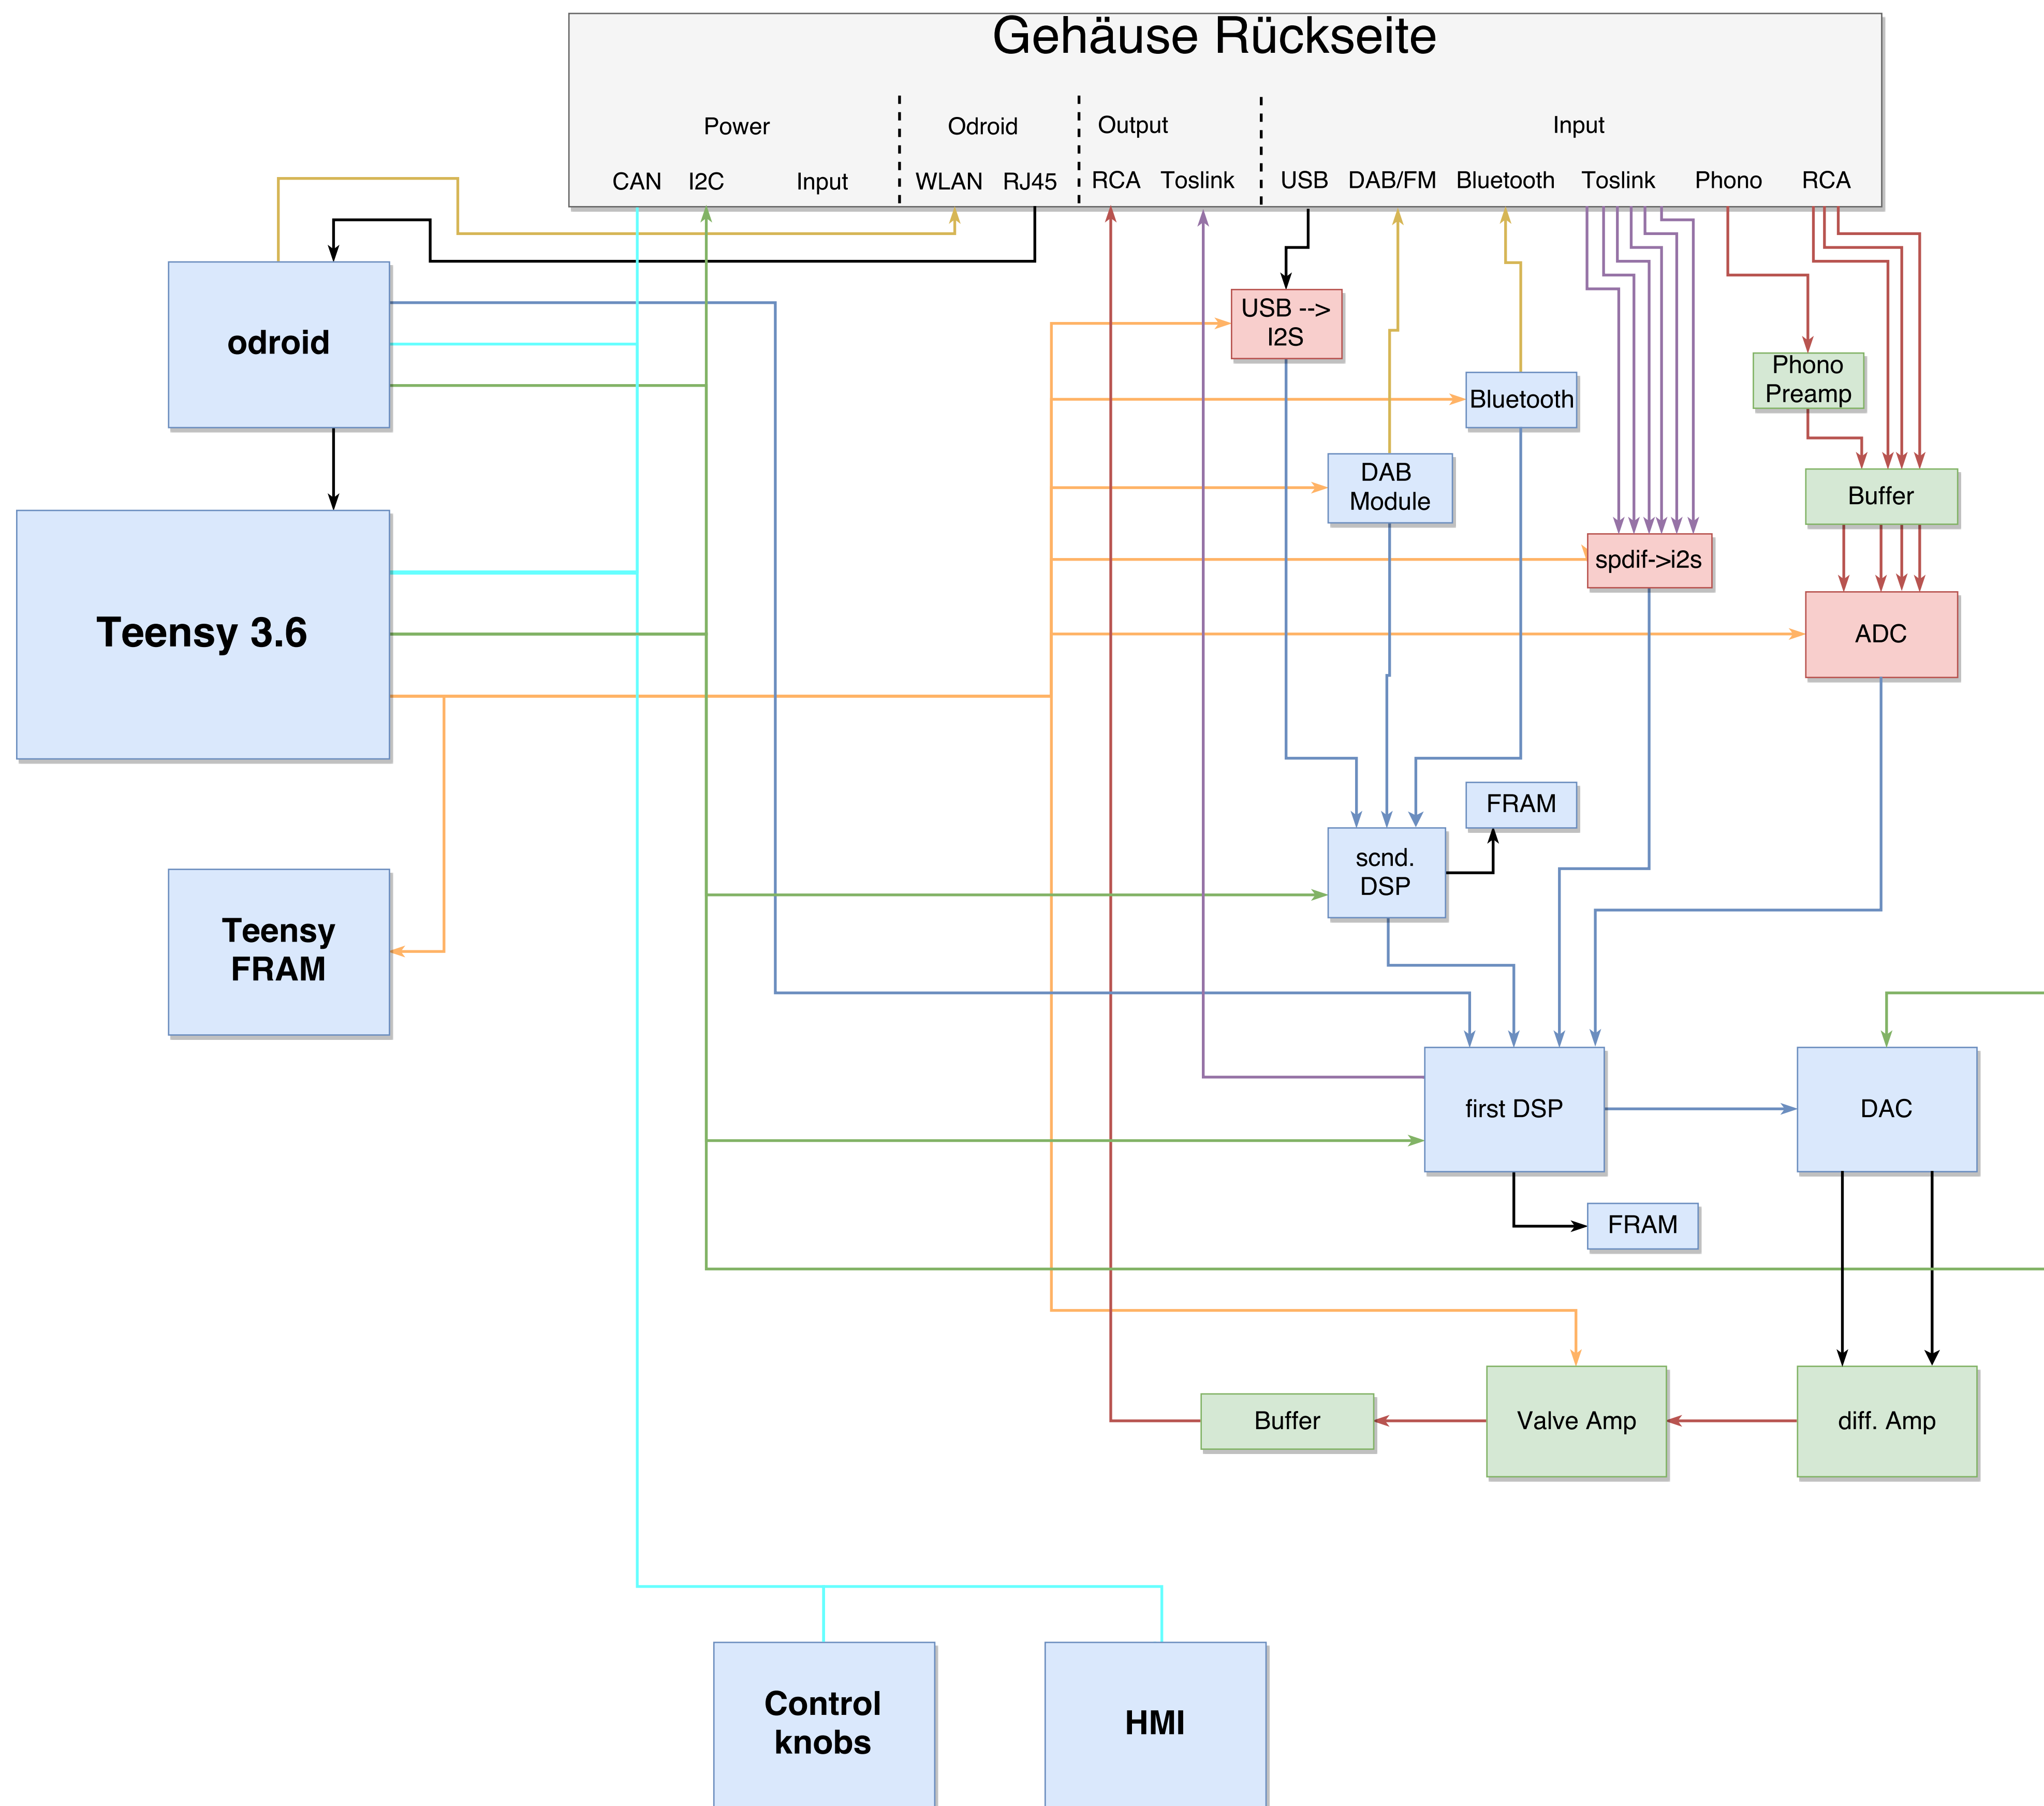 Gehäuse Rückseite
Power
Odroid
Output
Input
CAN
I2C
Input
WLAN
RJ45
RCA
Toslink
USB
DAB/FM
Bluetooth
Toslink
Phono
RCA
odroid
USB -->
I2S
Phono
Preamp
Bluetooth
DAB
Module
Buffer
spdif->i2s
Teensy 3.6
ADC
FRAM
scnd.
DSP
Teensy
FRAM
first DSP
DAC
FRAM
Buffer
Valve Amp
diff. Amp
Control
knobs
HMI